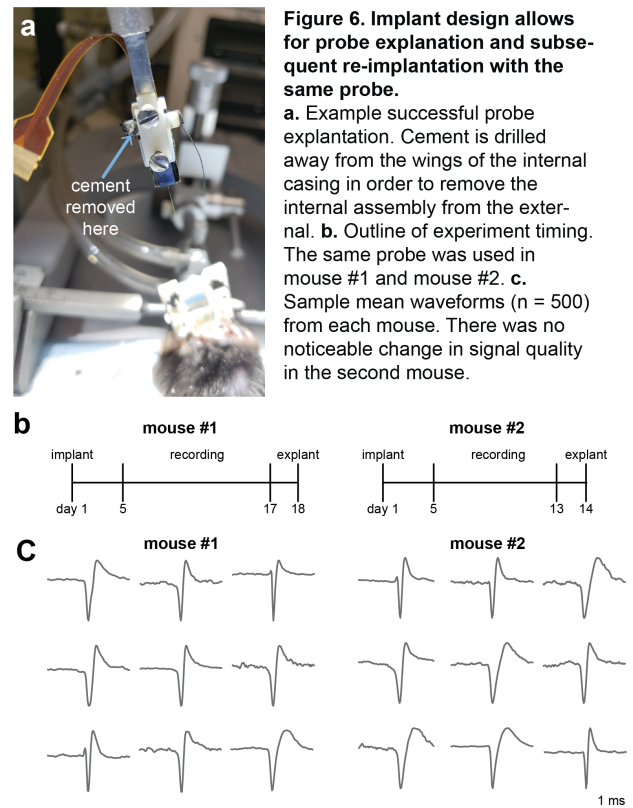 a
cement
removed
here
Figure 6. Implant design allows
for probe explanation and subse-
quent re-implantation with the
same probe.
a. Example successful probe
explantation. Cement is drilled
away from the wings of the internal
casing in order to remove the
internal assembly from the exter-
nal. b. Outline of experiment timing.
The same probe was used in
mouse #1 and mouse #2. c.
Sample mean waveforms (n = 500)
from each mouse. There was no
noticeable change in signal quality
in the second mouse.
b
mouse #1
implant recording explant
day 1 5 17 18
mouse #2
implant recording explant
day 1 5 13 14
C
mouse #1
mouse #2
1 ms